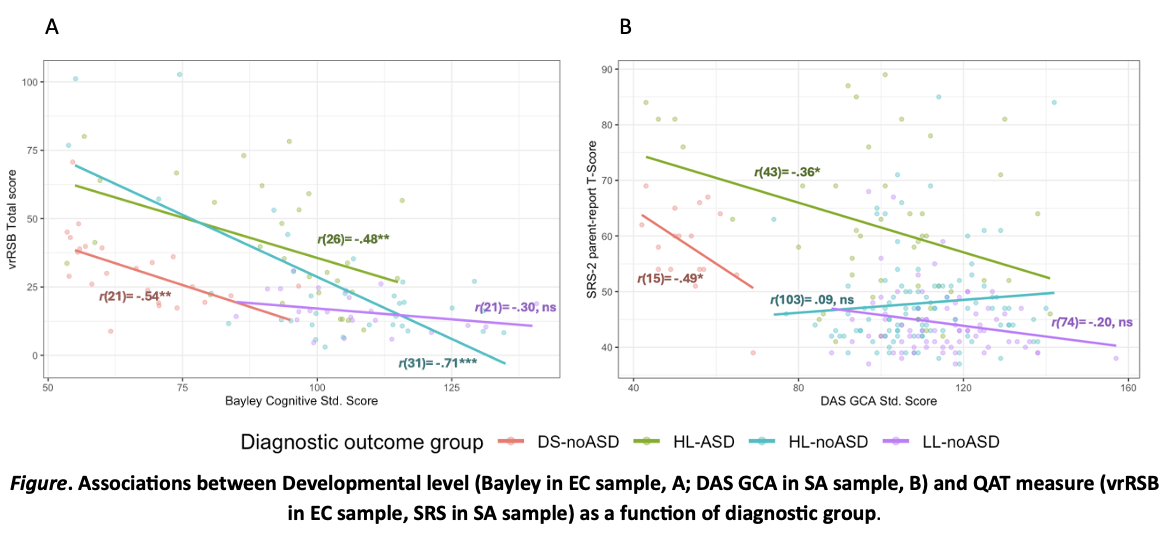 A
B
100
75
50
25
0
vrRSB Total score
r(26)= -.48**
r(21)= -.54**
r(21)= -.30, ns
r(31)= -.71***
50
75
100
125
Bayley Cognitive Std. Score
90
80
70
60
50
40
SRS-2 parent-report T-Score
r(43)= -.36*
r(15)= -.49*
r(103)= .09, ns
r(74)= -.20, ns
40
80
120
160
DAS GCA Std. Score
Diagnostic outcome group DS-noASD HL-ASD HL-noASD LL-noASD
Figure. Associations between Developmental level (Bayley in EC sample, A; DAS GCA in SA sample, B) and QAT measure (vrRSB
in EC sample, SRS in SA sample) as a function of diagnostic group.